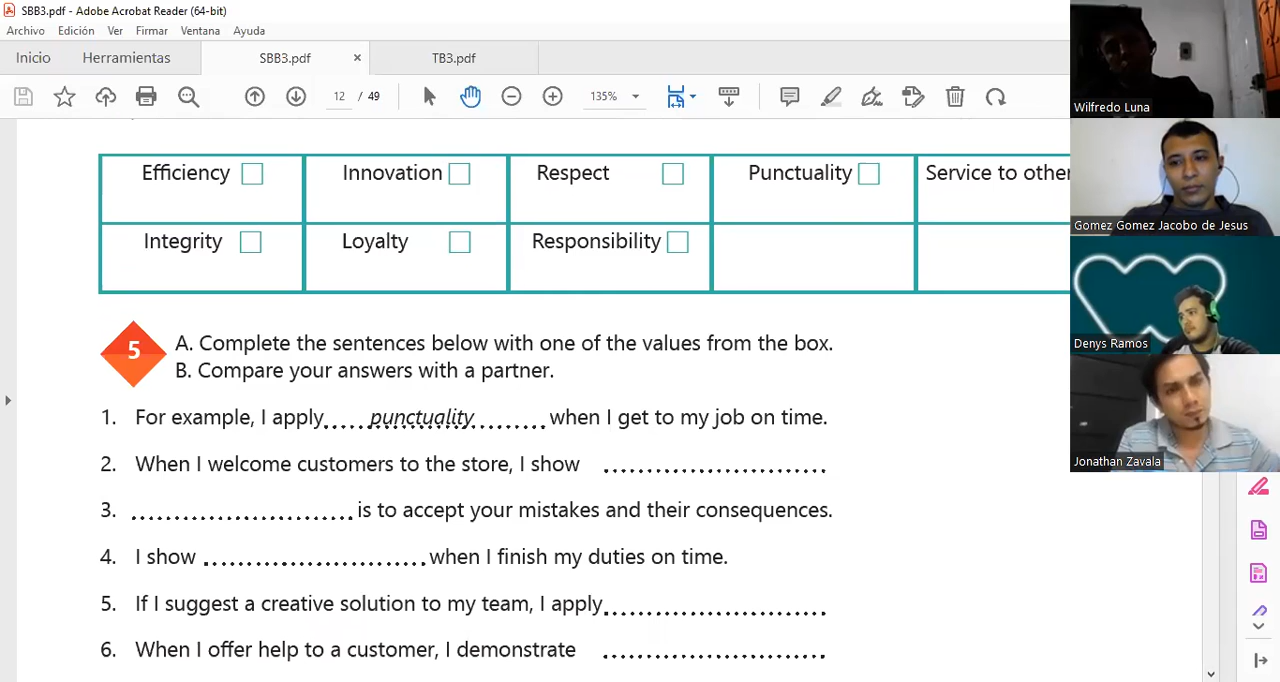 SBB3.pdf - Adobe Acrobat Reader (64-bit)
Archivo Edición Ver Firmar Ventana Ayuda
Inicio Herramientas SBB3.pdf × TB3.pdf
12 / 49 135%
Efficiency Innovation Respect Punctuality Service to other
Integrity Loyalty Responsibility
5 A. Complete the sentences below with one of the values from the box.
B. Compare your answers with a partner.
1. For example, I apply.....punctuality........when I get to my job on time.
2. When I welcome customers to the store, I show ..........................
3. ..........................is to accept your mistakes and their consequences.
4. I show ..........................when I finish my duties on time.
5. If I suggest a creative solution to my team, I apply..........................
6. When I offer help to a customer, I demonstrate ..........................
Wilfredo Luna
Gomez Gomez Jacobo de Jesus
Denys Ramos
Jonathan Zavala